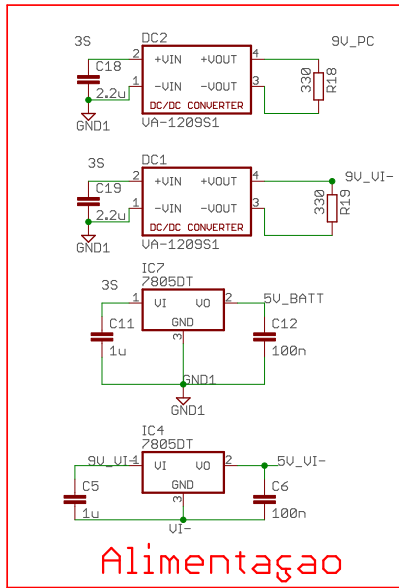 DC2
3S
9V_PC
2 +VIN +VOUT 4
C18
1 -VIN -VOUT 3
330
R18
2.2u
DC/DC CONVERTER
GND1
VA-1209S1
DC1
3S
9V_VI-
2 +VIN +VOUT 4
C19
1 -VIN -VOUT 3
330
R19
2.2u
DC/DC CONVERTER
GND1
VA-1209S1
IC7
7805DT
3S
5V_BATT
1 VI VO 2
C11
GND
C12
3
1u
100n
GND1
GND1
IC4
7805DT
9V_VI-
1 VI VO 2
5V_VI-
C5
GND
C6
3
1u
100n
VI-
Alimentaçao